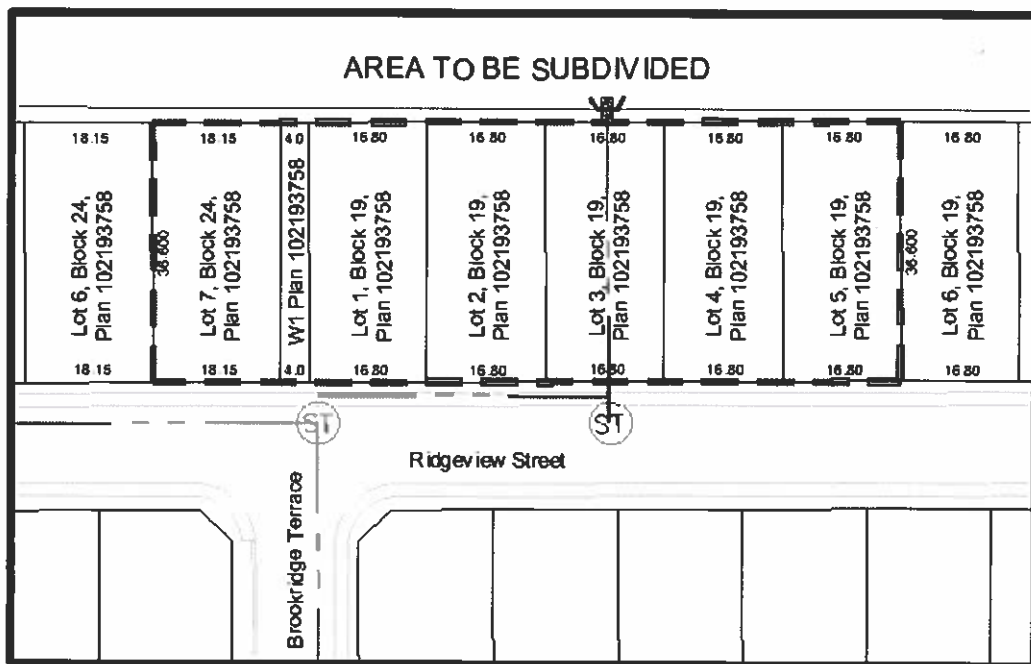 AREA TO BE SUBDIVIDED
18.15
18.15
4.0
16.80
16.80
16.80
16.80
16.80
16.80
Lot 6, Block 24,
Plan 102193758
36.600
Lot 7, Block 24,
Plan 102193758
W1 Plan 102193758
Lot 1, Block 19,
Plan 102193758
Lot 2, Block 19,
Plan 102193758
Lot 3, Block 19,
Plan 102193758
Lot 4, Block 19,
Plan 102193758
Lot 5, Block 19,
Plan 102193758
36.600
Lot 6, Block 19,
Plan 102193758
18.15
18.15
4.0
16.80
16.80
16.80
16.80
16.80
16.80
ST
ST
Ridgeview Street
Brookridge Terrace